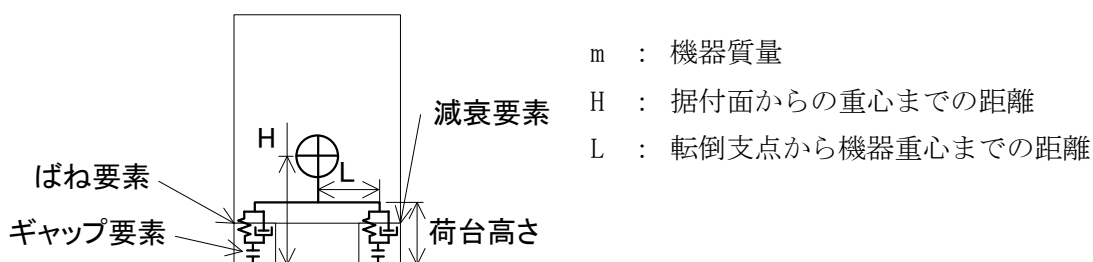 m : 機器質量
H : 据付面からの重心までの距離
L : 転倒支点から機器重心までの距離
減衰要素
H
L
ばね要素
ギャップ要素
荷台高さ